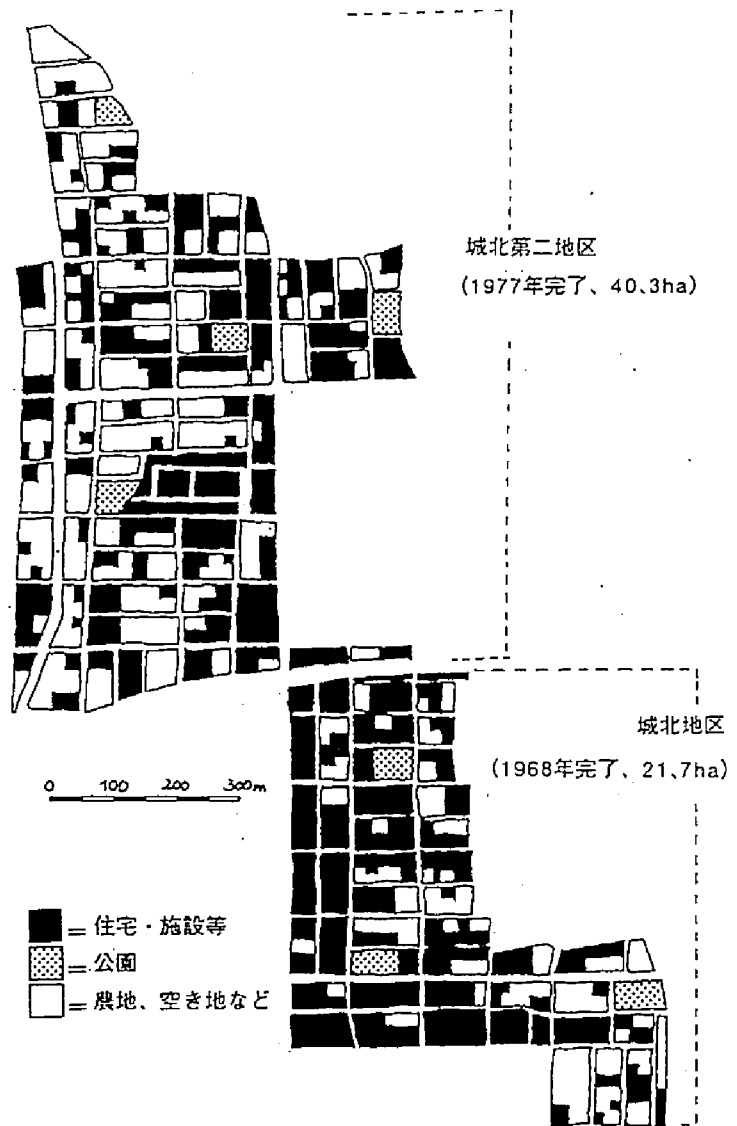 城北第二地区
(1977年完了、40.3ha)
城北地区
(1968年完了、21.7ha)
0 100 200 300m
= 住宅・施設等
= 公園
= 農地、空き地など